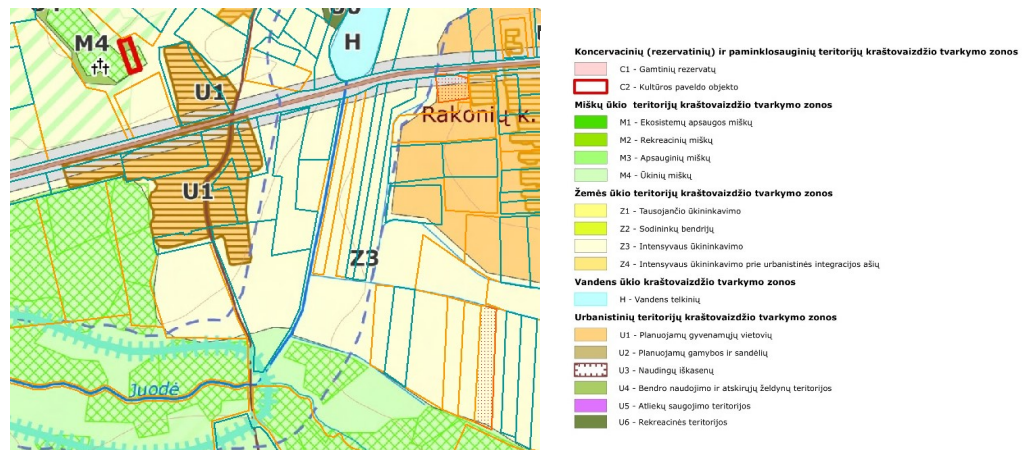 M4
H
U1
Rakonių k.
U1
Z3
Juodė
Koncervacinių (rezervatinių) ir paminklosauginių teritorijų kraštovaizdžio tvarkymo zonos
C1 - Gamtinių rezervatų
C2 - Kultūros paveldo objekto
Miškų ūkio teritorijų kraštovaizdžio tvarkymo zonos
M1 - Ekosistemų apsaugos miškų
M2 - Rekreacinių miškų
M3 - Apsauginių miškų
M4 - Ūkinių miškų
Žemės ūkio teritorijų kraštovaizdžio tvarkymo zonos
Z1 - Tausojančio ūkininkavimo
Z2 - Sodininkų bendrijų
Z3 - Intensyvaus ūkininkavimo
Z4 - Intensyvaus ūkininkavimo prie urbanistinės integracijos ašių
Vandens ūkio kraštovaizdžio tvarkymo zonos
H - Vandens telkinių
Urbanistinių teritorijų kraštovaizdžio tvarkymo zonos
U1 - Planuojamų gyvenamųjų vietovių
U2 - Planuojamų gamybos ir sandėlių
U3 - Naudingų iškasenų
U4 - Bendro naudojimo ir atskirųjų želdynų teritorijos
U5 - Atliekų saugojimo teritorijos
U6 - Rekreacinės teritorijos